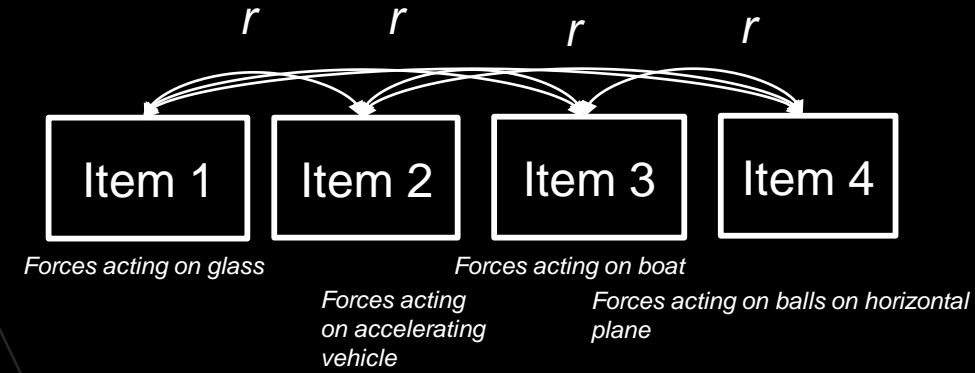 r r r r
Item 1 Item 2 Item 3 Item 4
Forces acting on glass
Forces acting
on accelerating
vehicle
Forces acting on boat
Forces acting on balls on horizontal
plane